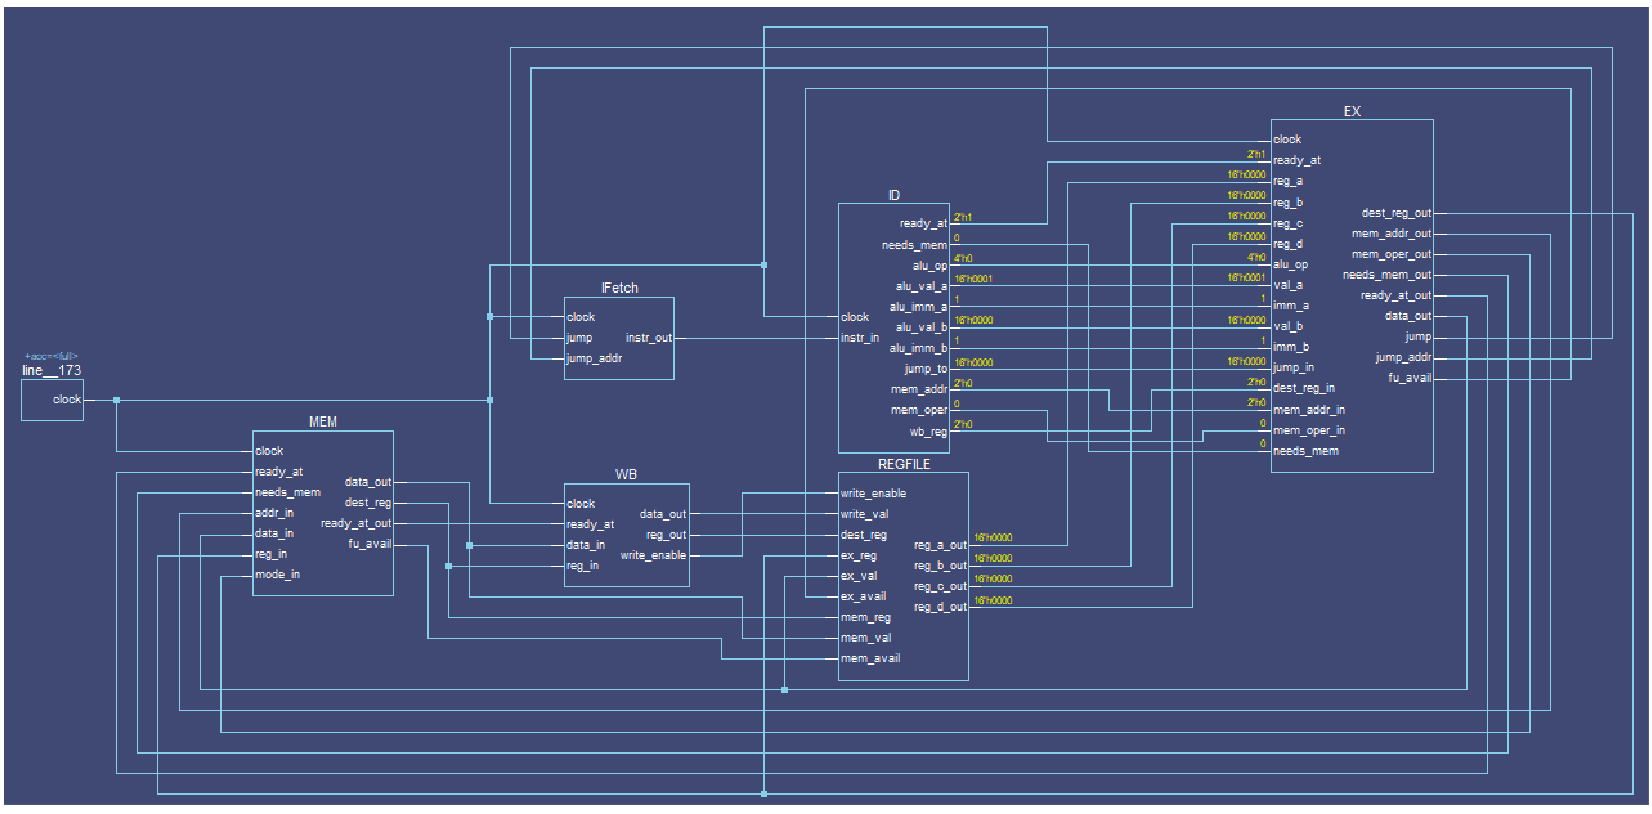 +acc=<full>
line__173
clock
MEM
clock
ready_at
needs_mem
addr_in
data_in
reg_in
mode_in
data_out
dest_reg
ready_at_out
fu_avail
IFetch
clock
jump
jump_addr
instr_out
WB
clock
ready_at
data_in
reg_in
data_out
reg_out
write_enable
ID
clock
instr_in
ready_at 2'h1
needs_mem 0
alu_op 4'h0
alu_val_a 16'h0001
alu_imm_a 1
alu_val_b 16'h0000
alu_imm_b 1
jump_to 16'h0000
mem_addr 2'h0
mem_oper 0
wb_reg 2'h0
REGFILE
write_enable
write_val
dest_reg
ex_reg
ex_val
ex_avail
mem_reg
mem_val
mem_avail
reg_a_out 16'h0000
reg_b_out 16'h0000
reg_c_out 16'h0000
reg_d_out 16'h0000
EX
clock
2'h1 ready_at
16'h0000 reg_a
16'h0000 reg_b
16'h0000 reg_c
16'h0000 reg_d
4'h0 alu_op
16'h0001 val_a
1 imm_a
16'h0000 val_b
1 imm_b
16'h0000 jump_in
2'h0 dest_reg_in
2'h0 mem_addr_in
0 mem_oper_in
0 needs_mem
dest_reg_out
mem_addr_out
mem_oper_out
needs_mem_out
ready_at_out
data_out
jump
jump_addr
fu_avail